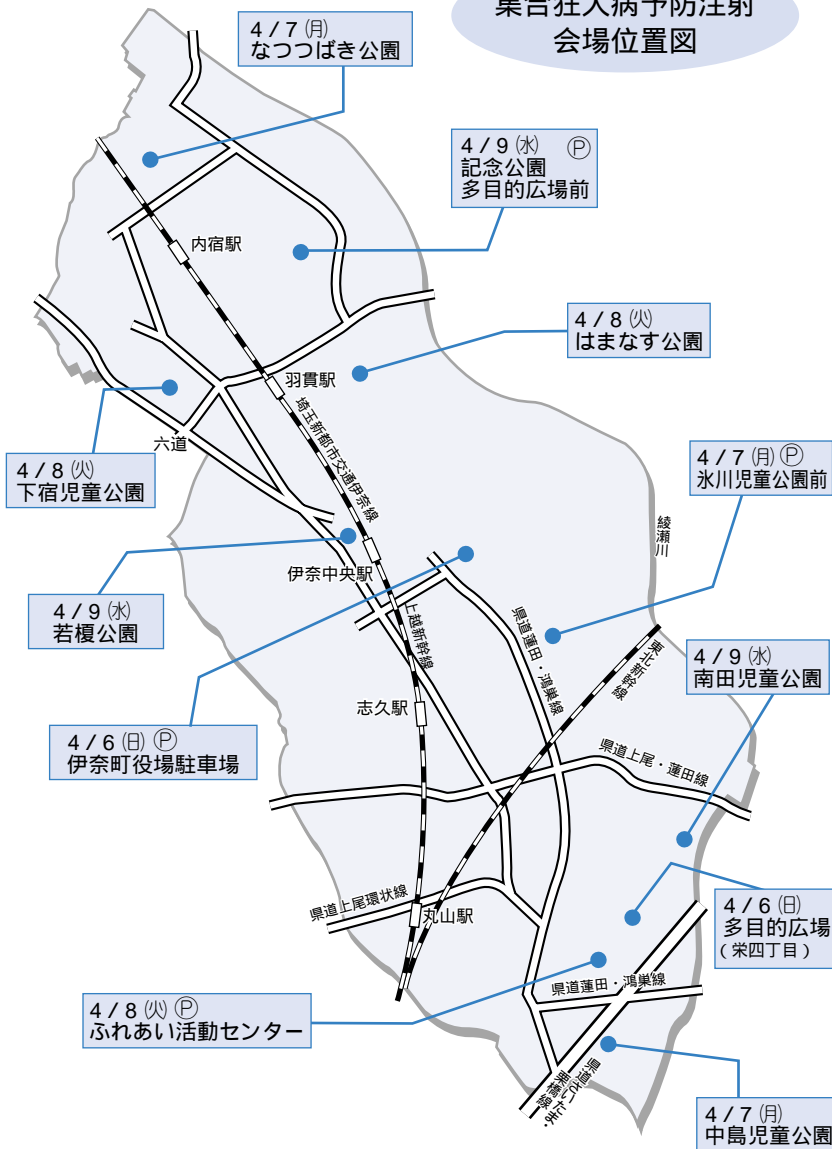 集合狂犬病予防注射
会場位置図
4/7㈪
なつつばき公園
4/9㈬ Ⓟ
記念公園
多目的広場前
内宿駅
4/8㈫
はまなす公園
羽貫駅
埼玉新都市交通伊奈線
六道
4/8㈫
下宿児童公園
4/7㈪Ⓟ
氷川児童公園前
綾瀬川
伊奈中央駅
4/9㈬
若榎公園
上越新幹線
県道蓮田・鴻巣線
東北新幹線
4/9㈬
南田児童公園
志久駅
4/6㈰Ⓟ
伊奈町役場駐車場
県道上尾・蓮田線
県道上尾環状線
丸山駅
4/6㈰
多目的広場
(栄四丁目)
県道蓮田・鴻巣線
4/8㈫Ⓟ
ふれあい活動センター
県道さいたま・
栗橋線
4/7㈪
中島児童公園